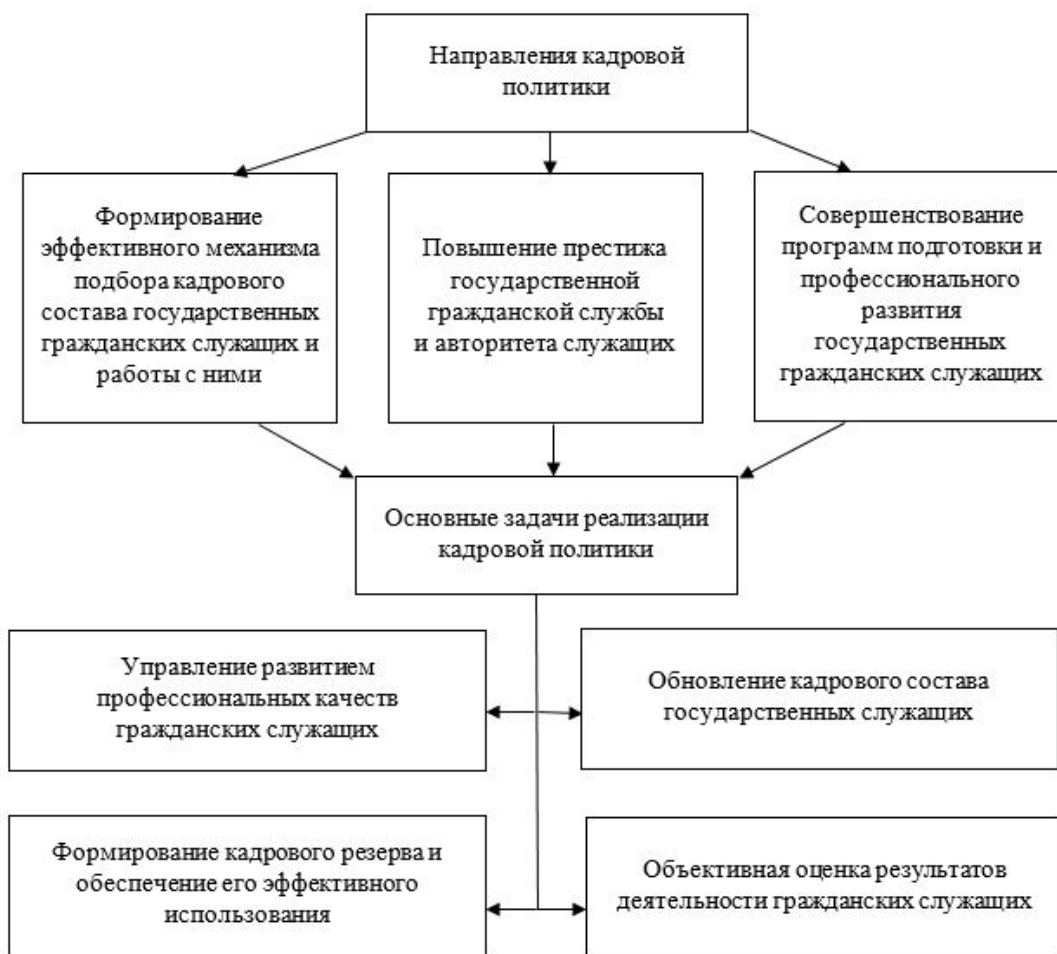 Направления кадровой
политики
Формирование
эффективного механизма
подбора кадрового
состава государственных
гражданских служащих и
работы с ними
Повышение престижа
государственной
гражданской службы
и авторитета служащих
Совершенствование
программ подготовки и
профессионального
развития
государственных
гражданских служащих
Основные задачи реализации
кадровой политики
Управление развитием
профессиональных качеств
гражданских служащих
Обновление кадрового состава
государственных служащих
Формирование кадрового резерва и
обеспечение его эффективного
использования
Объективная оценка результатов
деятельности гражданских служащих